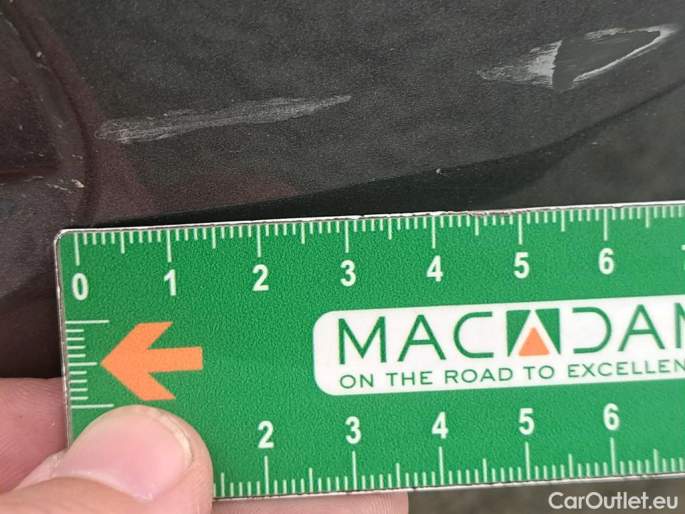 0 1 2 3 4 5 6
MACADAM
ON THE ROAD TO EXCELLEN
2 3 4 5 6
CarOutlet.eu